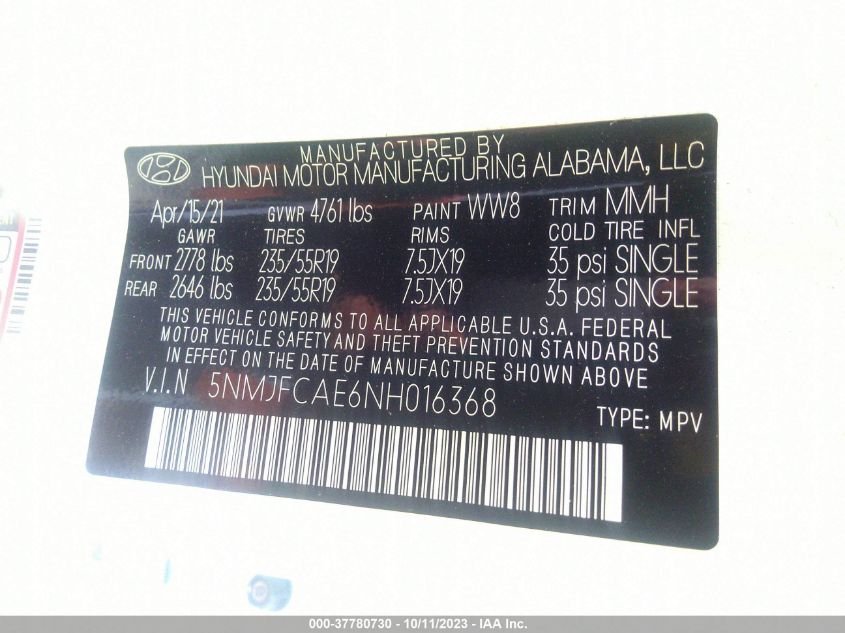 MANUFACTURED BY
HYUNDAI MOTOR MANUFACTURING ALABAMA, LLC
Apr/15/21 GVWR 4761 lbs PAINT WW8 TRIM MMH
GAWR TIRES RIMS COLD TIRE INFL
FRONT 2778 lbs 235/55R19 7.5JX19 35 psi SINGLE
REAR 2646 lbs 235/55R19 7.5JX19 35 psi SINGLE
THIS VEHICLE CONFORMS TO ALL APPLICABLE U.S.A. FEDERAL
MOTOR VEHICLE SAFETY AND THEFT PREVENTION STANDARDS
IN EFFECT ON THE DATE OF MANUFACTURE SHOWN ABOVE
V.I.N 5NMJFCAE6NH016368
TYPE: MPV
000-37780730 - 10/11/2023 - IAA Inc.